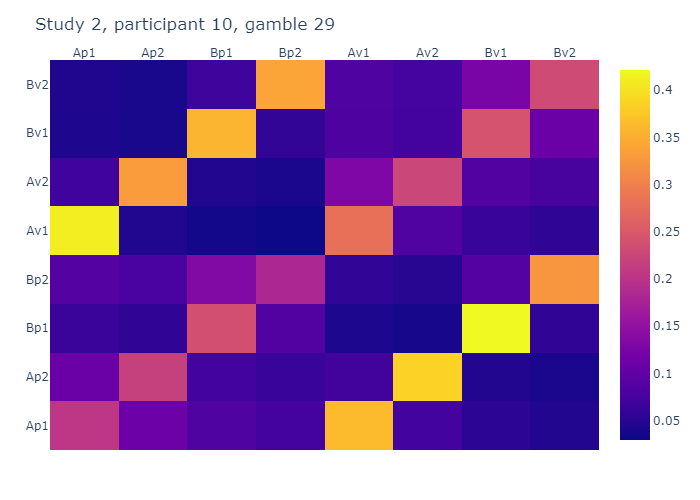 Study 2, participant 10, gamble 29
Ap1 Ap2 Bp1 Bp2 Av1 Av2 Bv1 Bv2
Bv2
Bv1
Av2
Av1
Bp2
Bp1
Ap2
Ap1
0.4
0.35
0.3
0.25
0.2
0.15
0.1
0.05